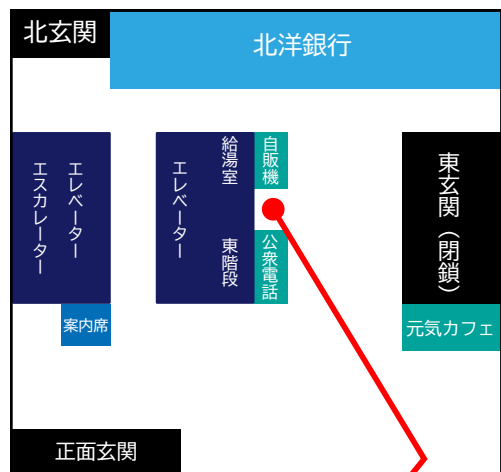 北玄関
北洋銀行
エスカレーター
エレベーター
エレベーター
給湯室
東階段
自販機
公衆電話
東玄関（閉鎖）
案内席
元気カフェ
正面玄関